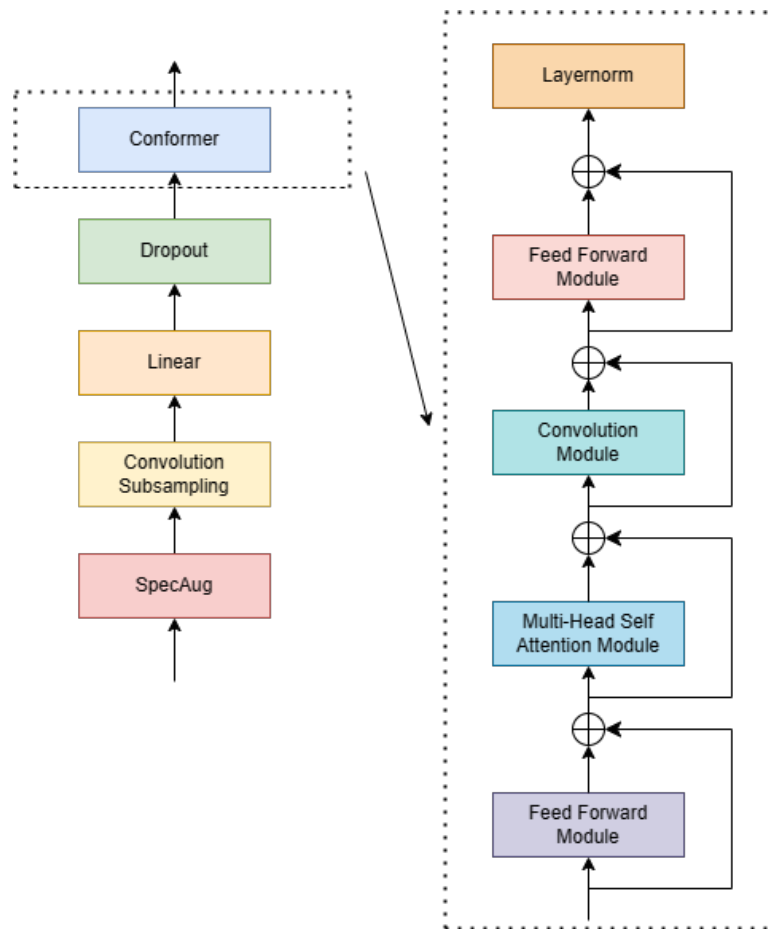 Conformer
Dropout
Linear
Convolution
Subsampling
SpecAug
Layernorm
Feed Forward
Module
Convolution
Module
Multi-Head Self
Attention Module
Feed Forward
Module